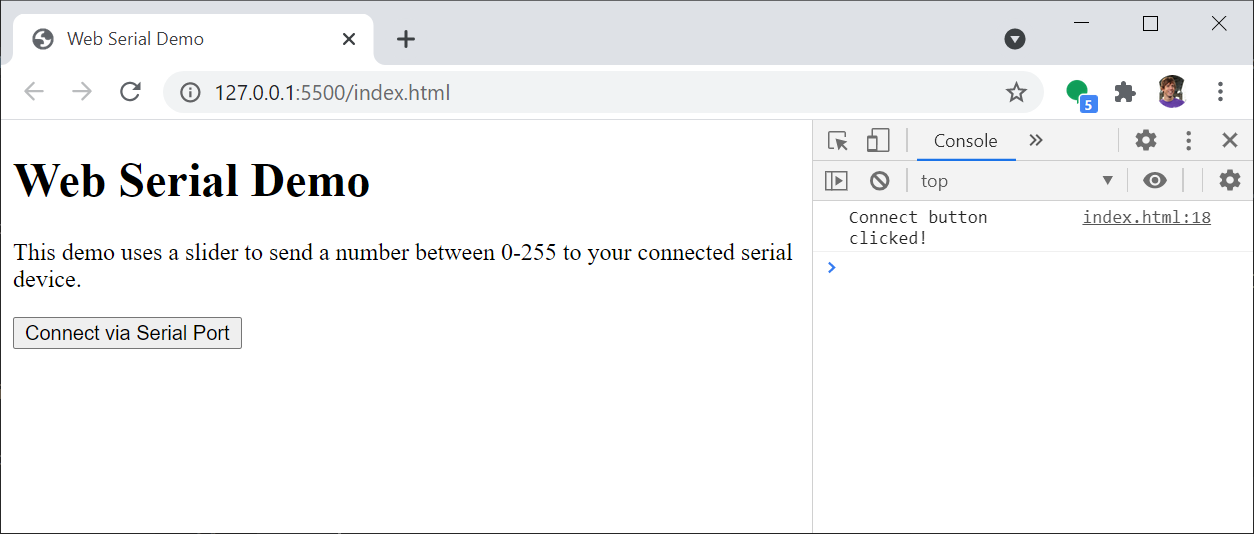 Web Serial Demo
127.0.0.1:5500/index.html
5
Web Serial Demo
This demo uses a slider to send a number between 0-255 to your connected serial
device.
Connect via Serial Port
Console
top
Connect button index.html:18
clicked!